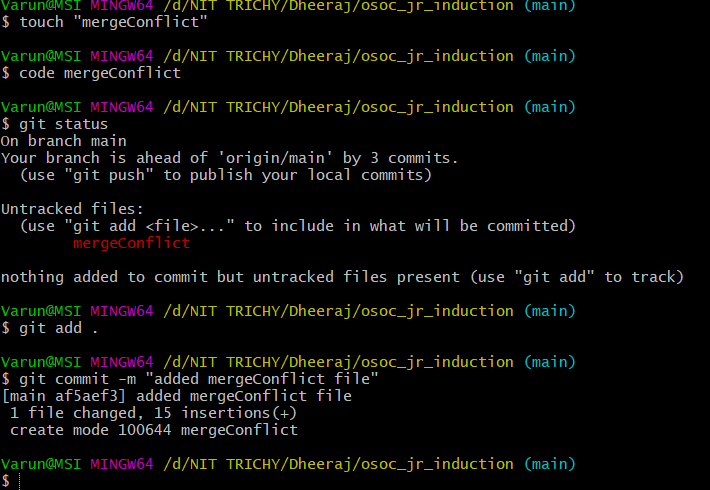 Varun@MSI MINGW64 /d/NIT TRICHY/Dheeraj/osoc_jr_induction (main)
$ touch "mergeConflict"
Varun@MSI MINGW64 /d/NIT TRICHY/Dheeraj/osoc_jr_induction (main)
$ code mergeConflict
Varun@MSI MINGW64 /d/NIT TRICHY/Dheeraj/osoc_jr_induction (main)
$ git status
On branch main
Your branch is ahead of 'origin/main' by 3 commits.
  (use "git push" to publish your local commits)
Untracked files:
  (use "git add <file>..." to include in what will be committed)
        mergeConflict
nothing added to commit but untracked files present (use "git add" to track)
Varun@MSI MINGW64 /d/NIT TRICHY/Dheeraj/osoc_jr_induction (main)
$ git add .
Varun@MSI MINGW64 /d/NIT TRICHY/Dheeraj/osoc_jr_induction (main)
$ git commit -m "added mergeConflict file"
[main af5aef3] added mergeConflict file
 1 file changed, 15 insertions(+)
 create mode 100644 mergeConflict
Varun@MSI MINGW64 /d/NIT TRICHY/Dheeraj/osoc_jr_induction (main)
$